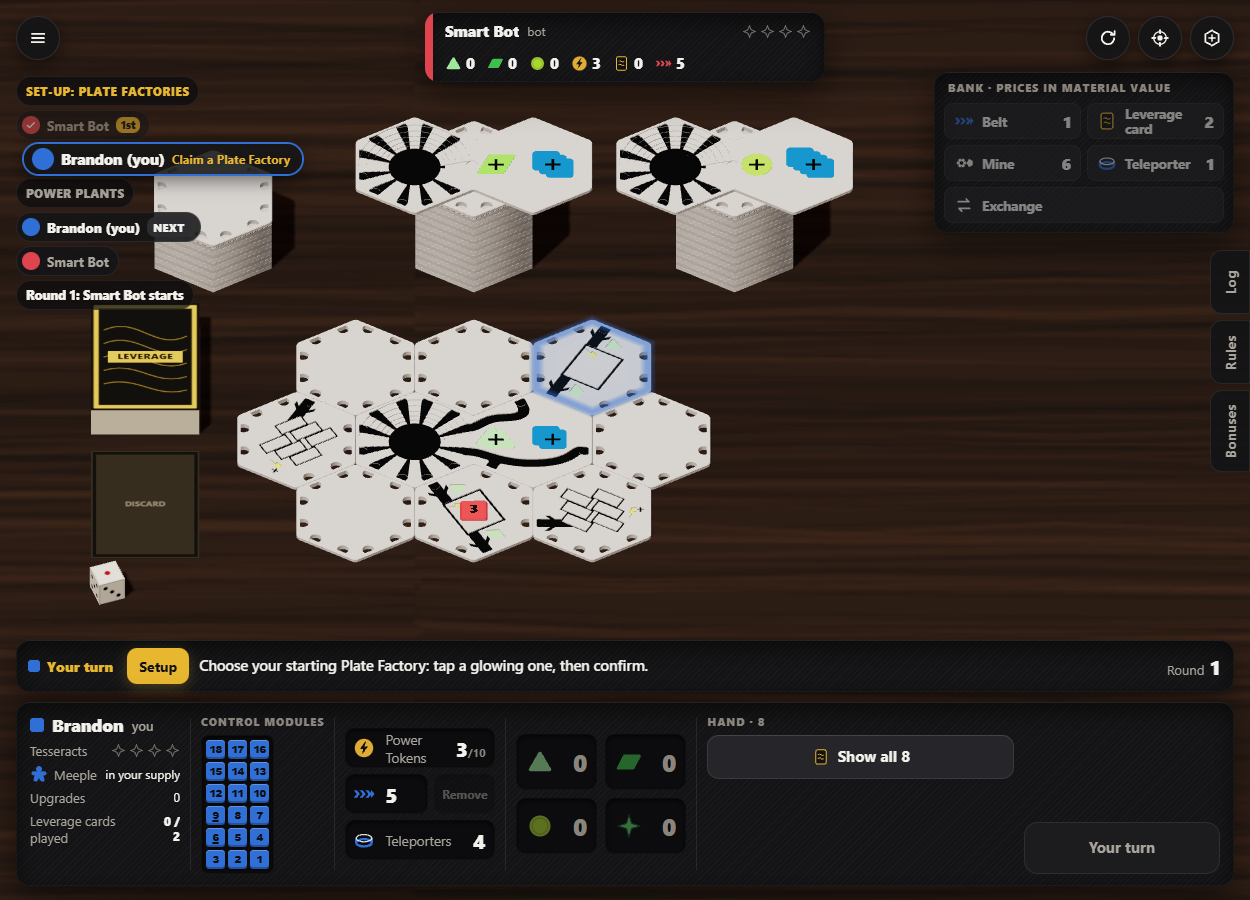 Smart Bot bot
0 0 0 3 0 5
SET-UP: PLATE FACTORIES
Smart Bot 1st
Brandon (you) Claim a Plate Factory
POWER PLANTS
Brandon (you) NEXT
Smart Bot
Round 1: Smart Bot starts
BANK · PRICES IN MATERIAL VALUE
Belt 1
Leverage card 2
Mine 6
Teleporter 1
Exchange
Log
Rules
Bonuses
LEVERAGE
DISCARD
3
Your turn
Setup
Choose your starting Plate Factory: tap a glowing one, then confirm.
Round 1
Brandon you
Tesseracts
Meeple in your supply
Upgrades 0
Leverage cards played 0 / 2
CONTROL MODULES
18 17 16
15 14 13
12 11 10
9 8 7
6 5 4
3 2 1
Power Tokens 3/10
5 Remove
Teleporters 4
0 0
0 0
HAND · 8
Show all 8
Your turn